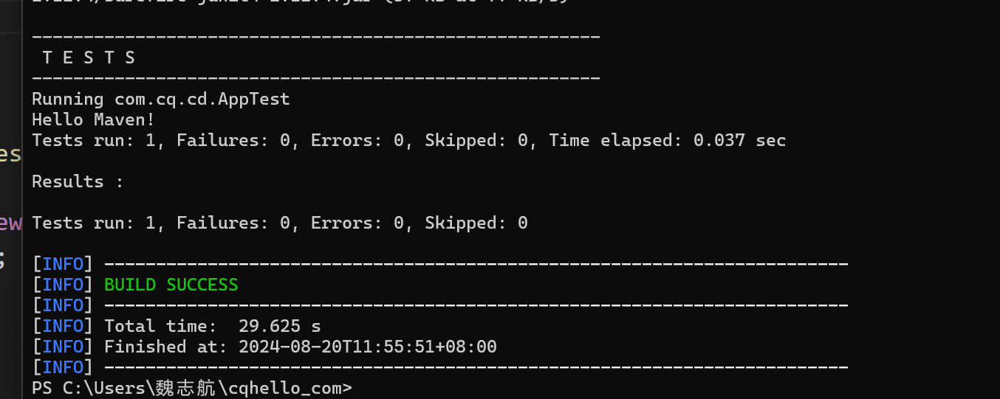 -------------------------------------------------------
T E S T S
-------------------------------------------------------
Running com.cq.cd.AppTest
Hello Maven!
Tests run: 1, Failures: 0, Errors: 0, Skipped: 0, Time elapsed: 0.037 sec
Results :
Tests run: 1, Failures: 0, Errors: 0, Skipped: 0
[INFO] ------------------------------------------------------------------------
[INFO] BUILD SUCCESS
[INFO] ------------------------------------------------------------------------
[INFO] Total time:  29.625 s
[INFO] Finished at: 2024-08-20T11:55:51+08:00
[INFO] ------------------------------------------------------------------------
PS C:\Users\魏志航\cqhello_com>